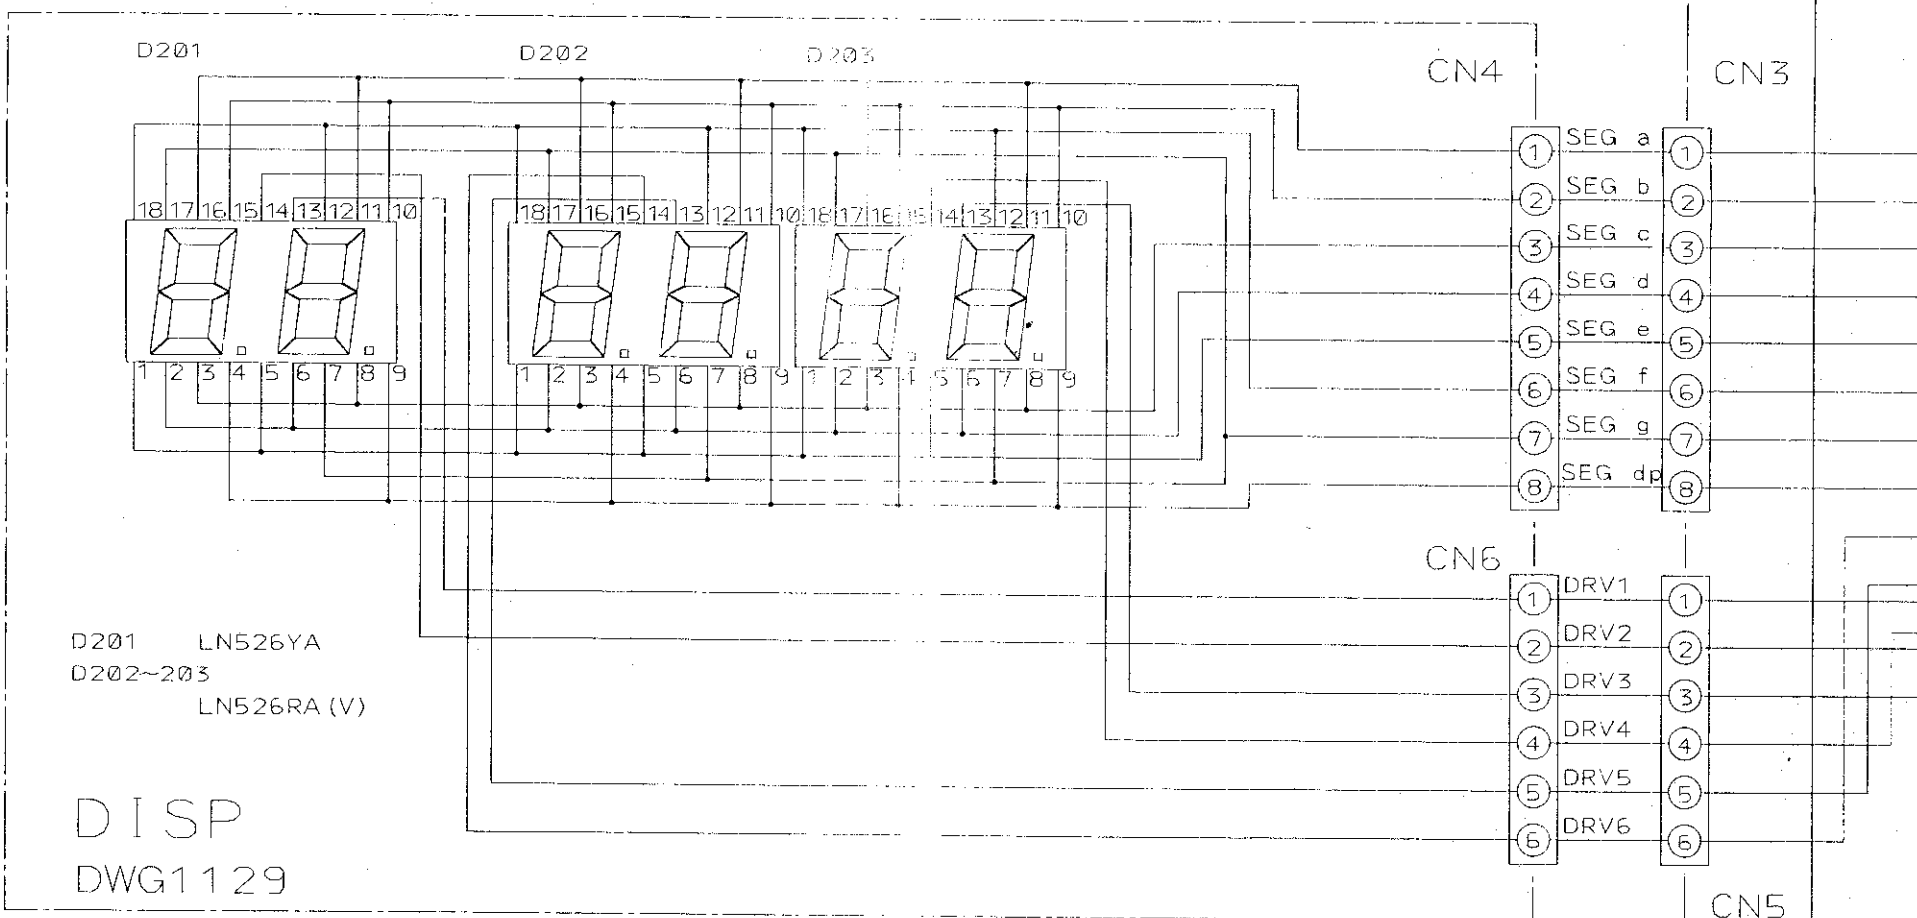 D201
D202
D203
CN4
CN3
18 17 16 15 14 13 12 11 10
18 17 16 15 14 13 12 11 10
18 17 16 15 14 13 12 11 10
1 2 3 4 5 6 7 8 9
1 2 3 4 5 6 7 8 9
1 2 3 4 5 6 7 8 9
1 SEG a 1
2 SEG b 2
3 SEG c 3
4 SEG d 4
5 SEG e 5
6 SEG f 6
7 SEG g 7
8 SEG dp 8
CN6
1 DRV1 1
2 DRV2 2
3 DRV3 3
4 DRV4 4
5 DRV5 5
6 DRV6 6
CN5
D201 LN526YA
D202~203
LN526RA (V)
DISP
DWG1129